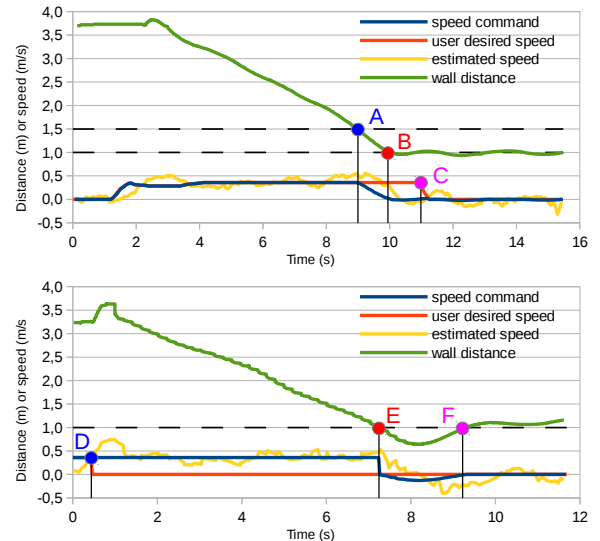 Distance (m) or speed (m/s)
4,0
3,5
3,0
2,5
2,0
1,5
1,0
0,5
0,0
-0,5
speed command
user desired speed
estimated speed
wall distance
A
B
C
0 2 4 6 8 10 12 14 16
Time (s)
Distance (m) or speed (m/s
4,0
3,5
3,0
2,5
2,0
1,5
1,0
0,5
0,0
-0,5
speed command
user desired speed
estimated speed
wall distance
D
E
F
0 2 4 6 8 10 12
Time (s)